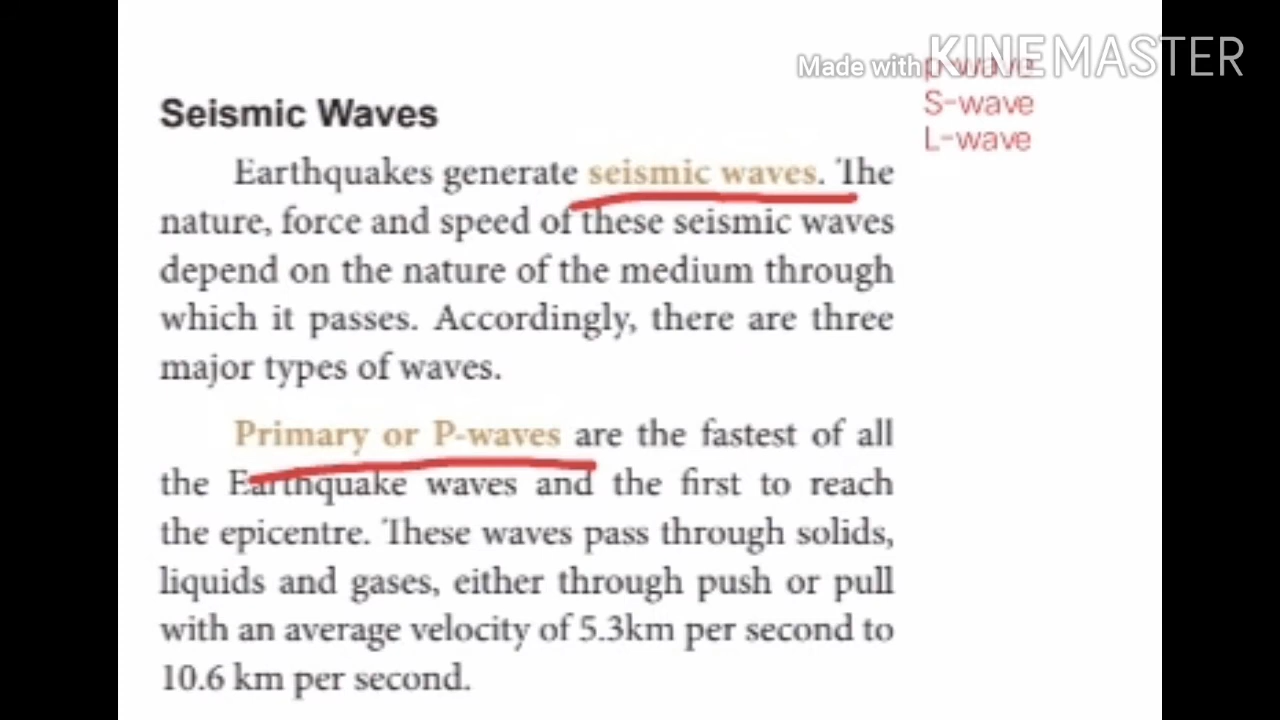 Made with KINEMASTER
p-wave
S-wave
L-wave
Seismic Waves
Earthquakes generate seismic waves. The
nature, force and speed of these seismic waves
depend on the nature of the medium through
which it passes. Accordingly, there are three
major types of waves.
Primary or P-waves are the fastest of all
the Earthquake waves and the first to reach
the epicentre. These waves pass through solids,
liquids and gases, either through push or pull
with an average velocity of 5.3km per second to
10.6 km per second.